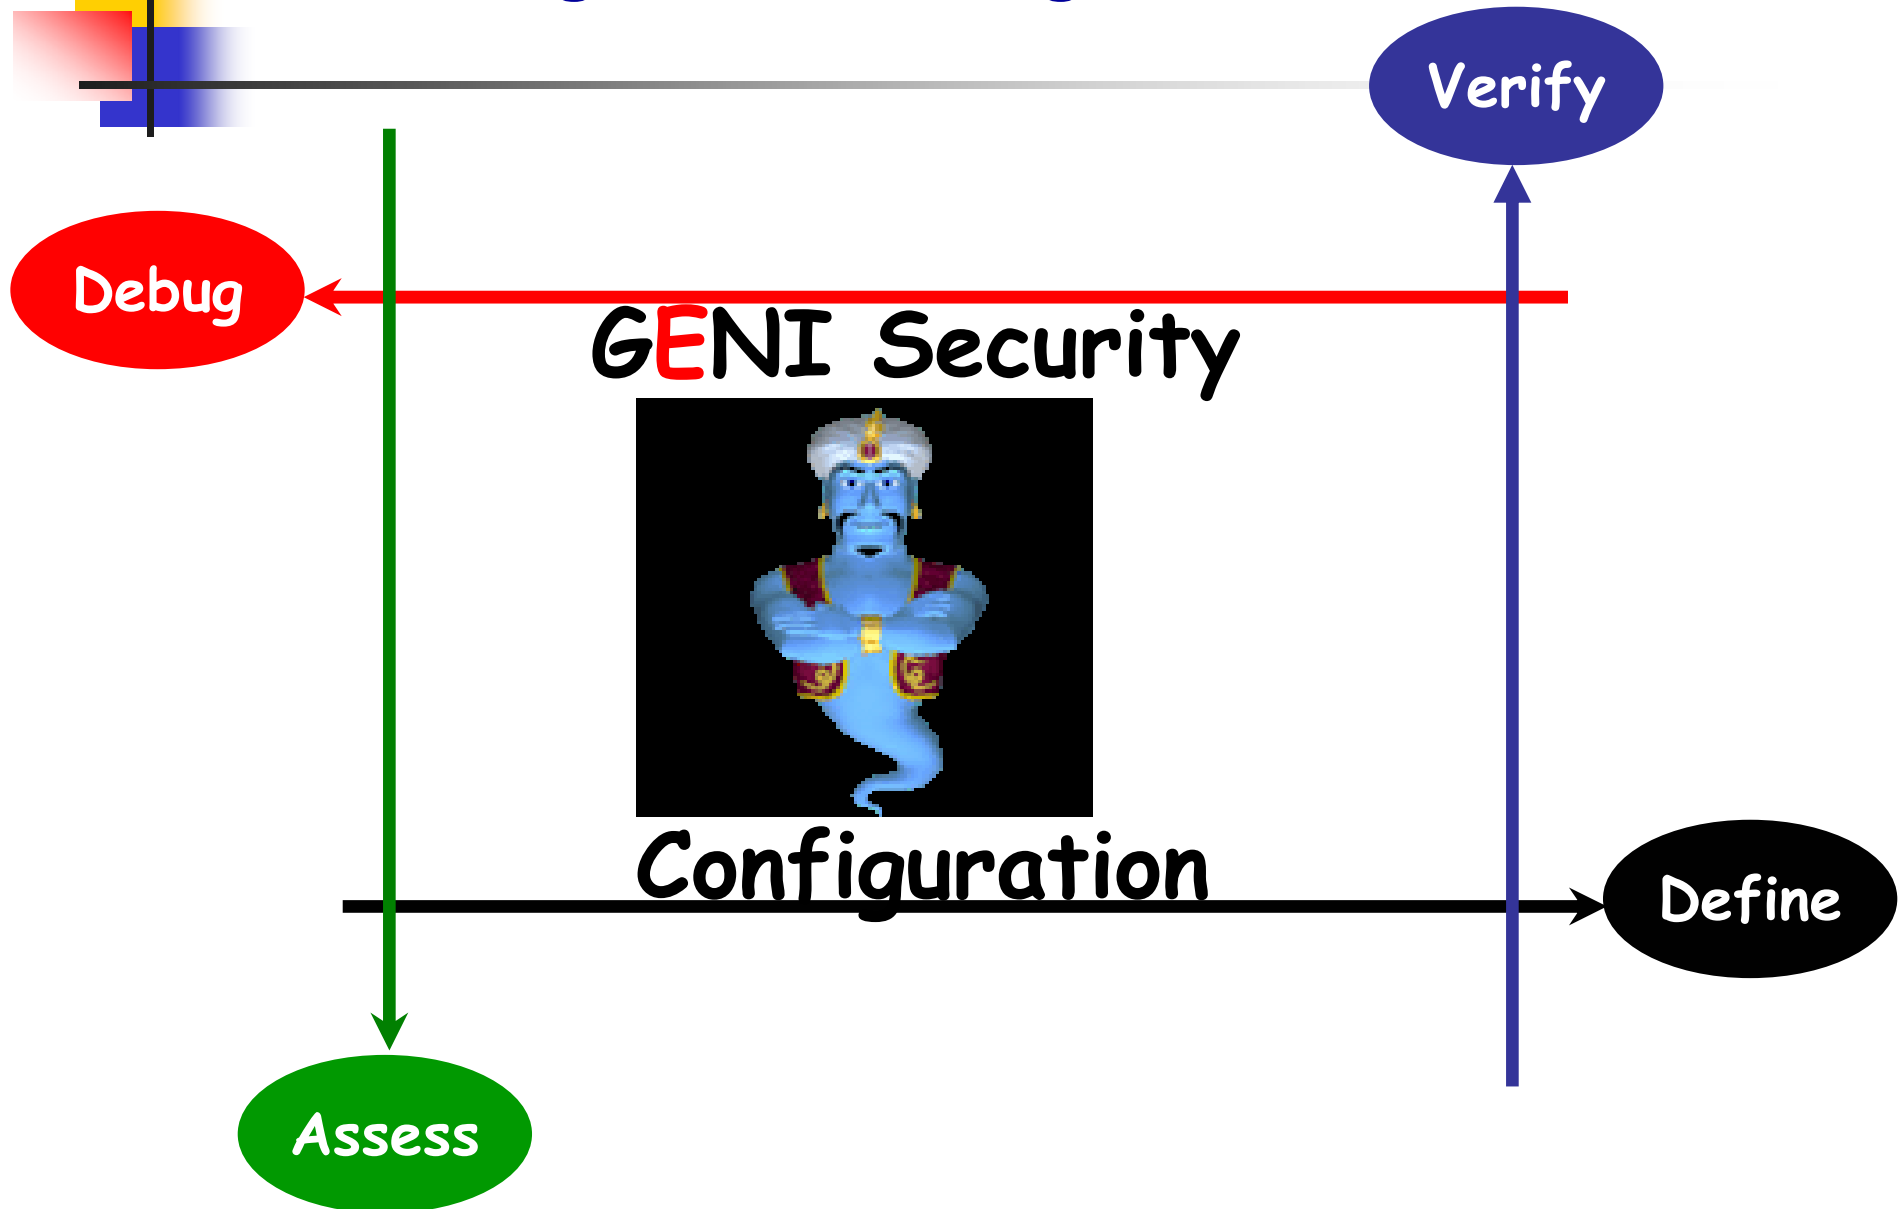 Verify
Debug
GENI Security
Configuration
Define
Assess